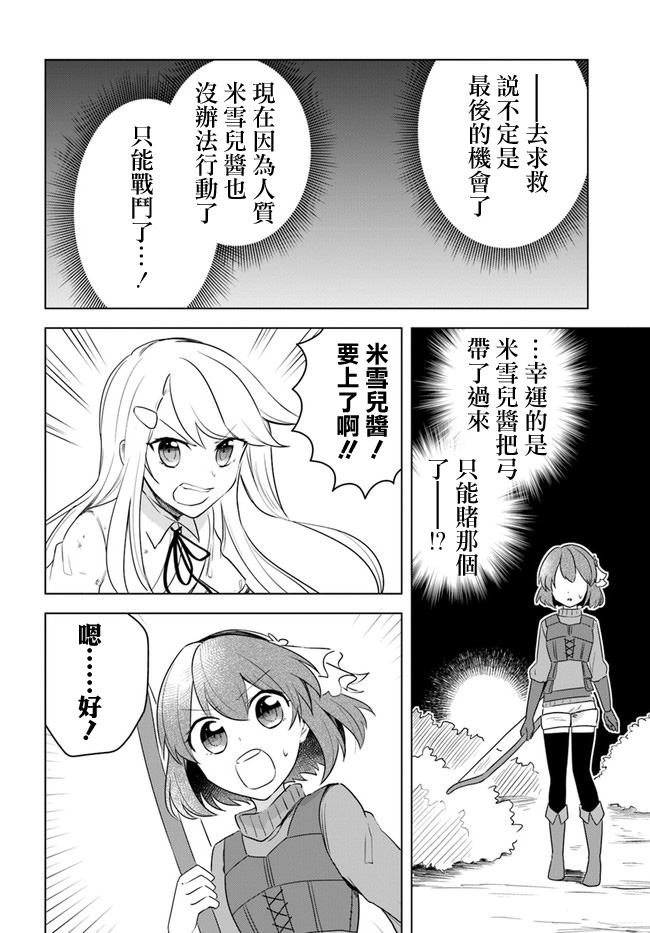 ──去求救
說不定是
最後的機會了
現在因為人質
米雪兒醬也
沒辦法行動了
只能戰鬥了…！
…幸運的是
米雪兒醬把弓
帶了過來
只能賭那個
了──!?
米雪兒醬！
要上了啊!!
嗯……好！